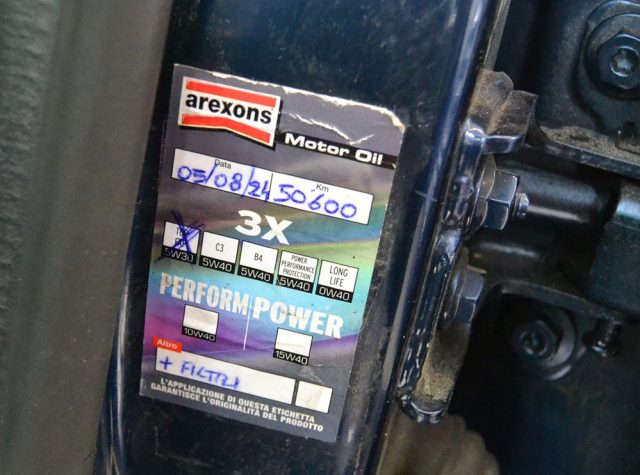 arexons
Motor Oil
Data Km
05/08/24 50600
3X
5W30
C3 5W40
B4 5W40
POWER PERFORMANCE PROTECTION 5W40
LONG LIFE 0W40
PERFORM POWER
10W40 15W40
Altro
+ FILTRI
L'APPLICAZIONE DI QUESTA ETICHETTA
GARANTISCE L'ORIGINALITÀ DEL PRODOTTO